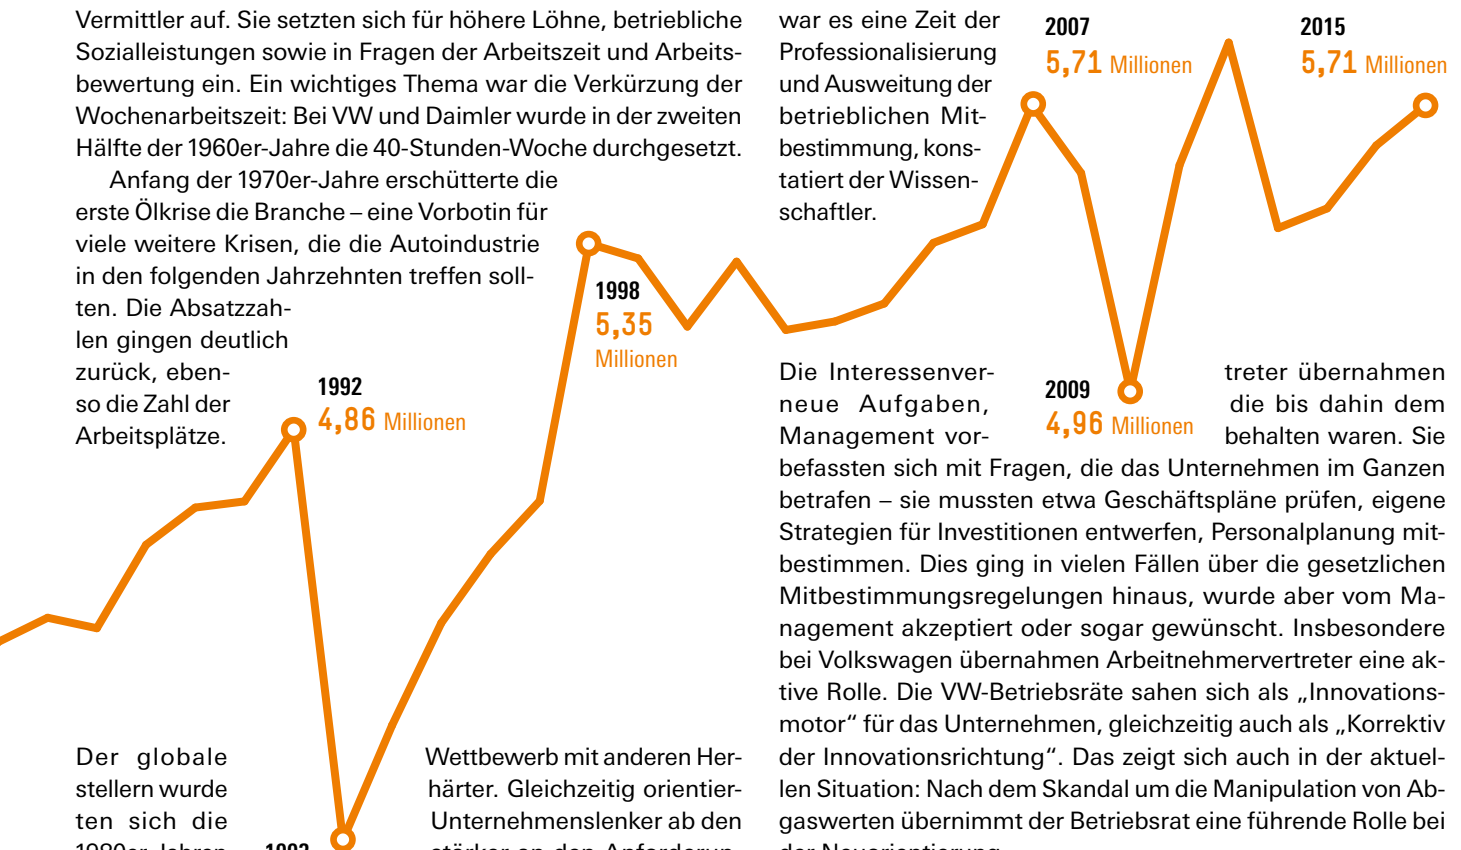 Vermittler auf. Sie setzten sich für höhere Löhne, betriebliche
Sozialleistungen sowie in Fragen der Arbeitszeit und Arbeits-
bewertung ein. Ein wichtiges Thema war die Verkürzung der
Wochenarbeitszeit: Bei VW und Daimler wurde in der zweiten
Hälfte der 1960er-Jahre die 40-Stunden-Woche durchgesetzt.
Anfang der 1970er-Jahre erschütterte die
erste Ölkrise die Branche – eine Vorbotin für
viele weitere Krisen, die die Autoindustrie
in den folgenden Jahrzehnten treffen soll-
ten. Die Absatzzah-
len gingen deutlich
zurück, eben-
so die Zahl der
Arbeitsplätze.
1992
4,86 Millionen
1998
5,35
Millionen
Der globale Wettbewerb mit anderen Her-
stellern wurde härter. Gleichzeitig orientier-
ten sich die Unternehmenslenker ab den
1980er-Jahren stärker an den Anforderun-
1993
war es eine Zeit der
Professionalisierung
und Ausweitung der
betrieblichen Mit-
bestimmung, kons-
tatiert der Wissen-
schaftler.
2007
5,71 Millionen
2015
5,71 Millionen
2009
4,96 Millionen
Die Interessenver- treter übernahmen
neue Aufgaben, die bis dahin dem
Management vor- behalten waren. Sie
befassten sich mit Fragen, die das Unternehmen im Ganzen
betrafen – sie mussten etwa Geschäftspläne prüfen, eigene
Strategien für Investitionen entwerfen, Personalplanung mit-
bestimmen. Dies ging in vielen Fällen über die gesetzlichen
Mitbestimmungsregelungen hinaus, wurde aber vom Ma-
nagement akzeptiert oder sogar gewünscht. Insbesondere
bei Volkswagen übernahmen Arbeitnehmervertreter eine ak-
tive Rolle. Die VW-Betriebsräte sahen sich als „Innovations-
motor“ für das Unternehmen, gleichzeitig auch als „Korrektiv
der Innovationsrichtung“. Das zeigt sich auch in der aktuel-
len Situation: Nach dem Skandal um die Manipulation von Ab-
gaswerten übernimmt der Betriebsrat eine führende Rolle bei
der Neuorientierung.